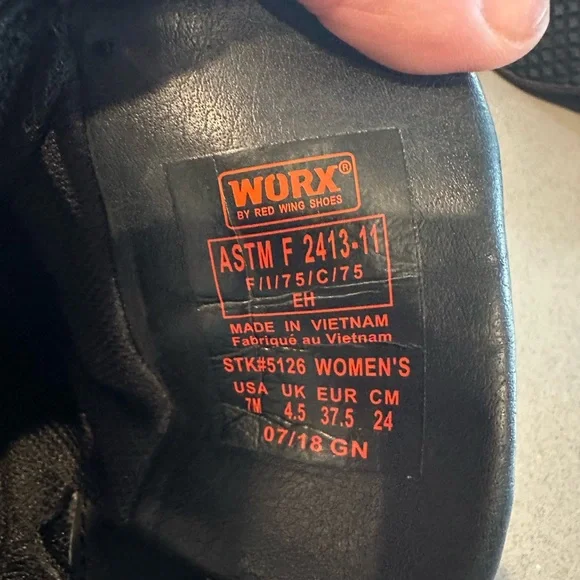 WORX®
BY RED WING SHOES
ASTM F 2413-11
F/I/75/C/75
EH
MADE IN VIETNAM
Fabriqué au Vietnam
STK#5126 WOMEN'S
USA UK EUR CM
7M 4.5 37.5 24
07/18 GN